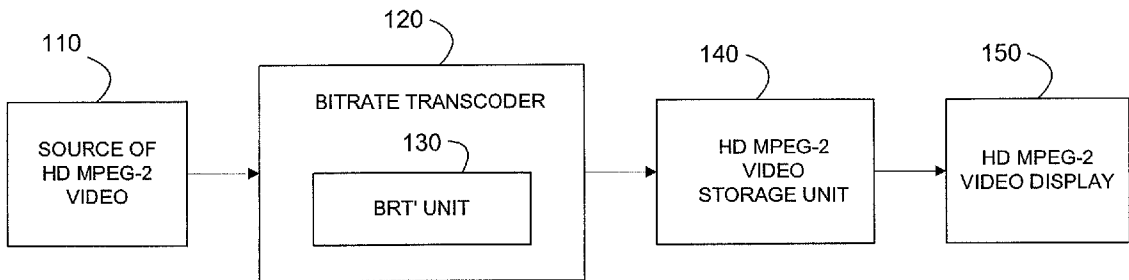 110
SOURCE OF
HD MPEG-2
VIDEO
120
BITRATE TRANSCODER
130
BRT' UNIT
140
HD MPEG-2
VIDEO
STORAGE UNIT
150
HD MPEG-2
VIDEO DISPLAY